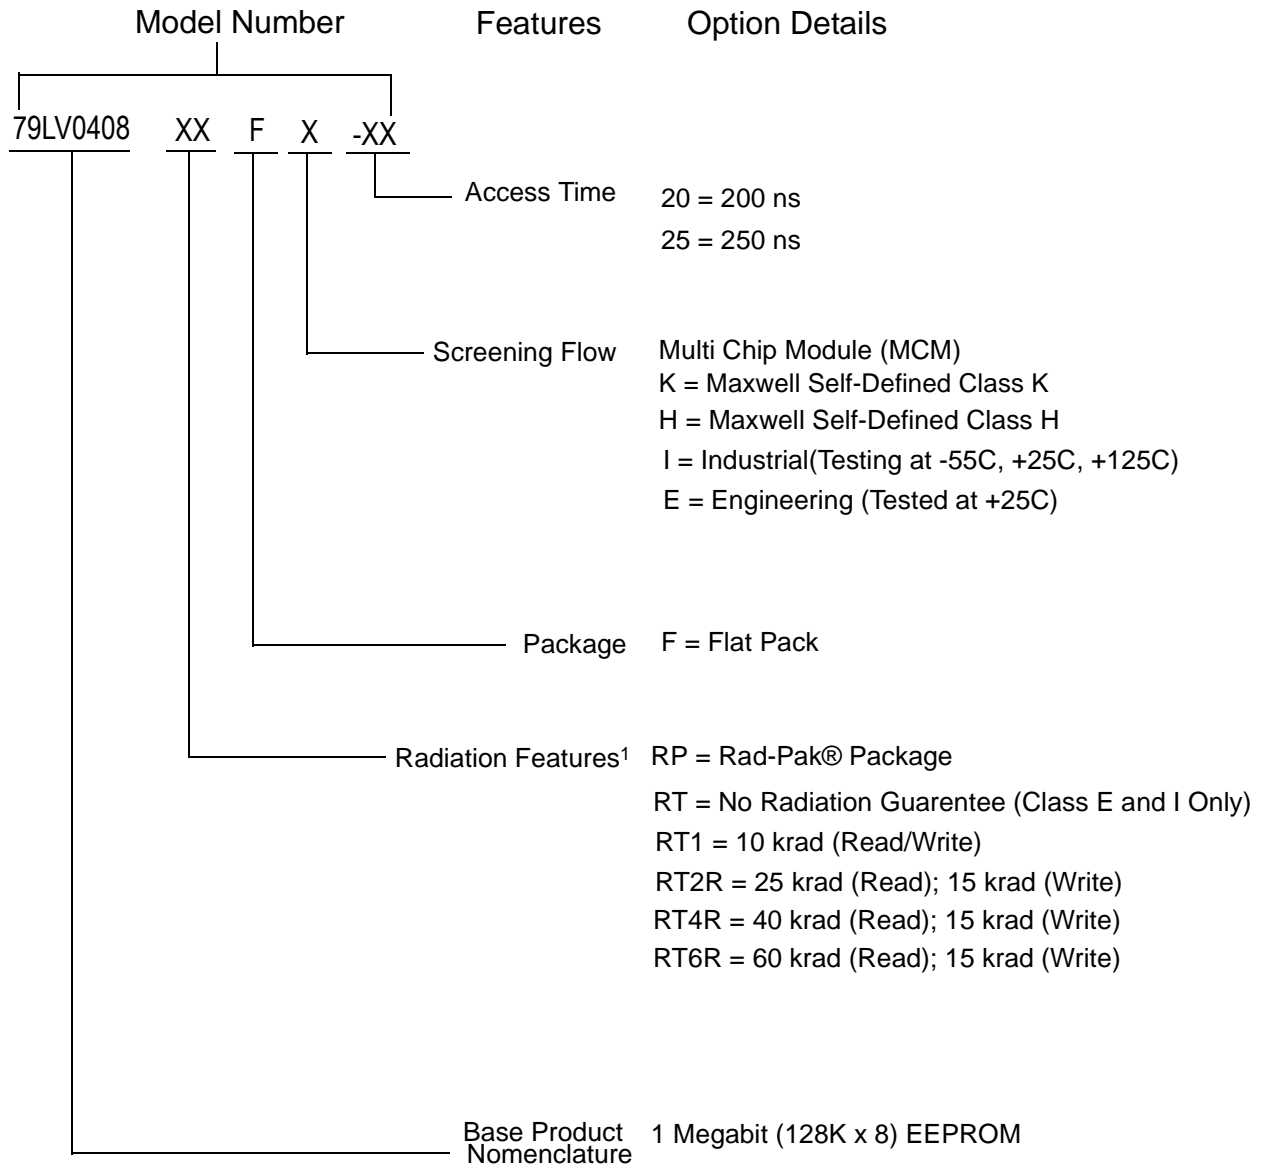 Model Number Features Option Details
79LV0408 XX F X -XX
Access Time 20 = 200 ns
25 = 250 ns
Screening Flow Multi Chip Module (MCM)
K = Maxwell Self-Defined Class K
H = Maxwell Self-Defined Class H
I = Industrial(Testing at -55C, +25C, +125C)
E = Engineering (Tested at +25C)
Package F = Flat Pack
Radiation Features1 RP = Rad-Pak® Package
RT = No Radiation Guarentee (Class E and I Only)
RT1 = 10 krad (Read/Write)
RT2R = 25 krad (Read); 15 krad (Write)
RT4R = 40 krad (Read); 15 krad (Write)
RT6R = 60 krad (Read); 15 krad (Write)
Base Product 1 Megabit (128K x 8) EEPROM
Nomenclature